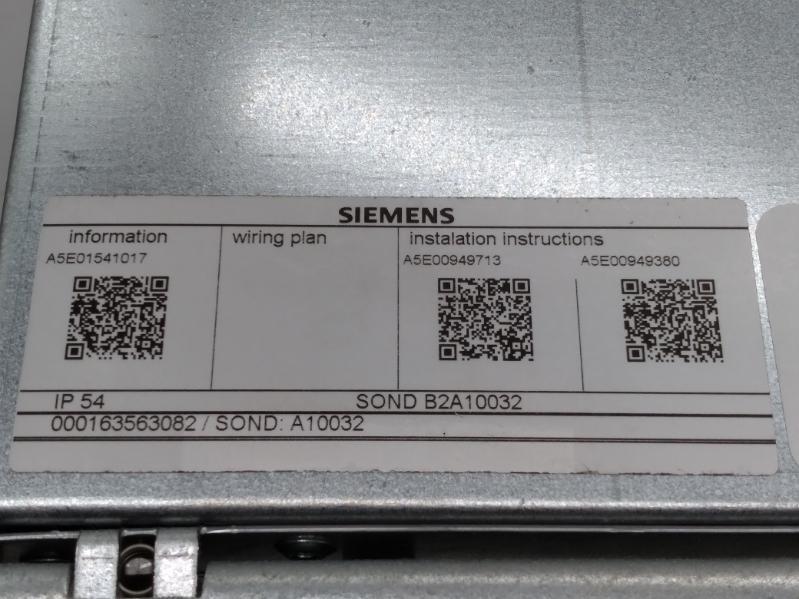 SIEMENS
information wiring plan instalation instructions
A5E01541017 A5E00949713 A5E00949380
IP 54 SOND B2A10032
000163563082 / SOND: A10032